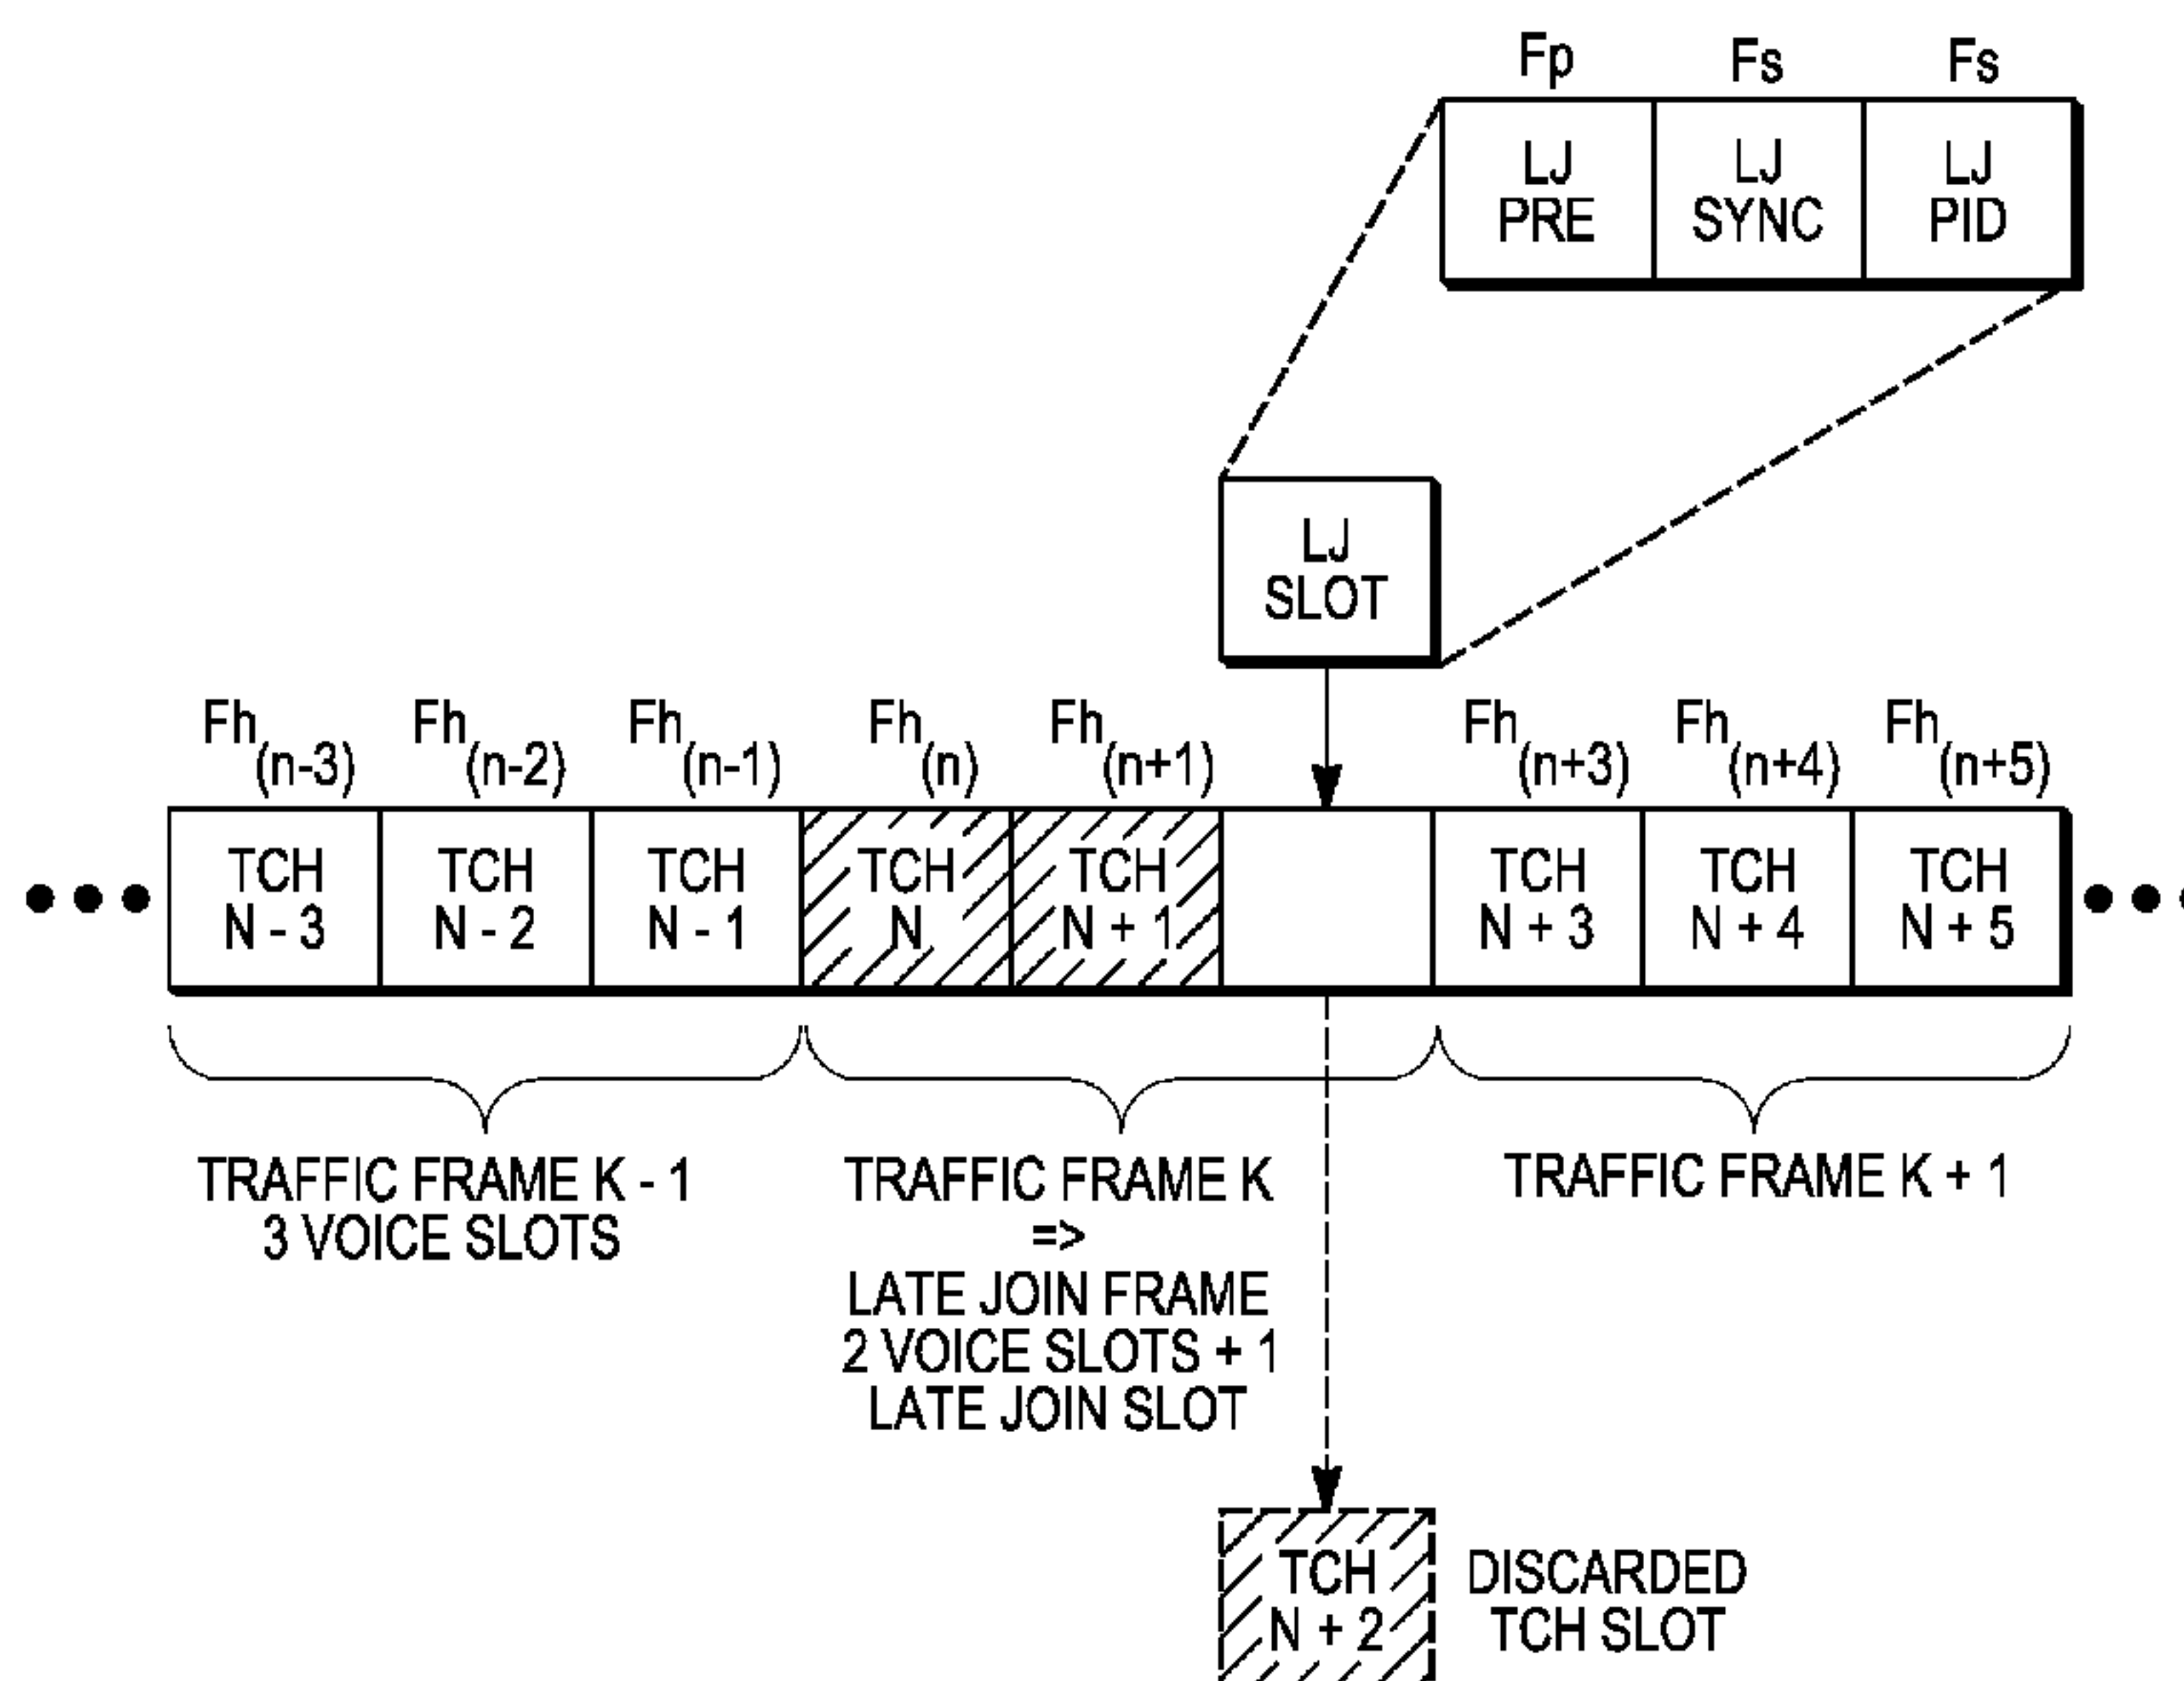 Fp Fs Fs
LJ PRE
LJ SYNC
LJ PID
LJ SLOT
Fh(n-3) Fh(n-2) Fh(n-1) Fh(n) Fh(n+1) Fh(n+3) Fh(n+4) Fh(n+5)
TCH N - 3
TCH N - 2
TCH N - 1
TCH N
TCH N + 1
TCH N + 3
TCH N + 4
TCH N + 5
TRAFFIC FRAME K - 1
3 VOICE SLOTS
TRAFFIC FRAME K
=>
LATE JOIN FRAME
2 VOICE SLOTS + 1
LATE JOIN SLOT
TRAFFIC FRAME K + 1
TCH N + 2
DISCARDED
TCH SLOT